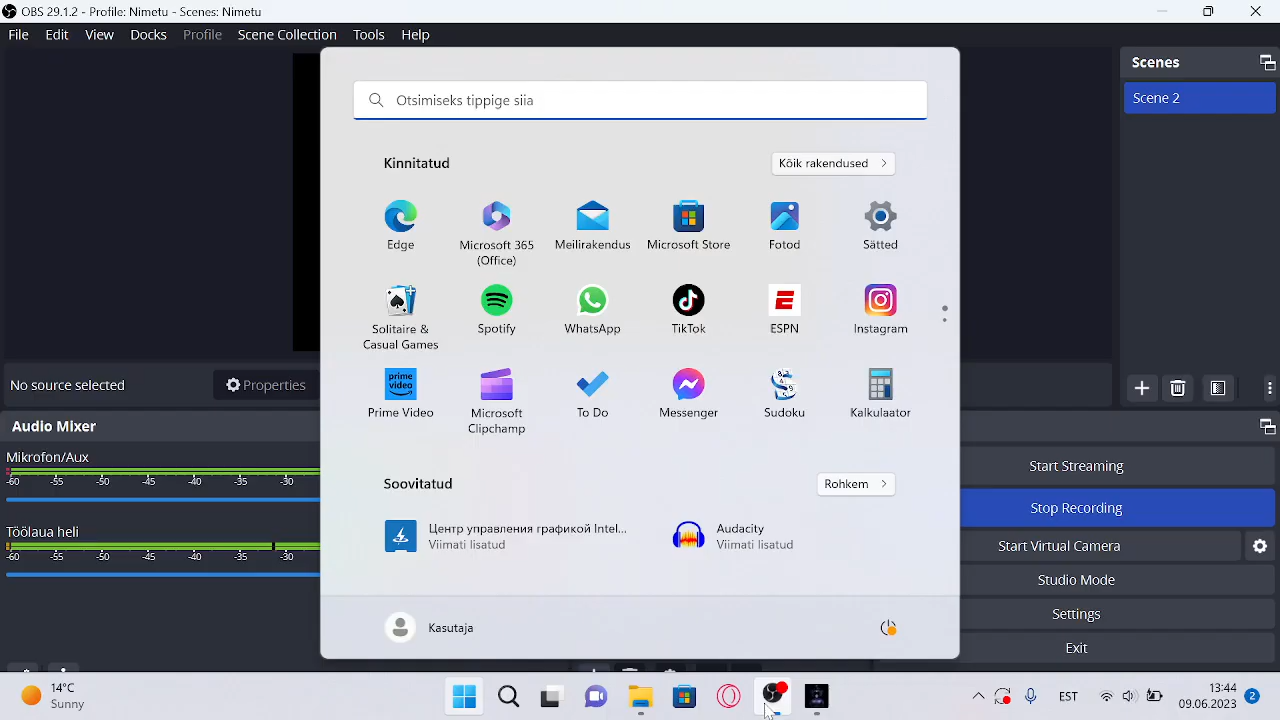 OBS 29.1.2 - Profile: Nimetu - Scenes: Nimetu
File Edit View Docks Profile Scene Collection Tools Help
Otsimiseks tippige siia
Kinnitatud
Kõik rakendused
Edge
Microsoft 365
(Office)
Meilirakendus
Microsoft Store
Fotod
Sätted
Solitaire &
Casual Games
Spotify
WhatsApp
TikTok
ESPN
Instagram
prime
video
Prime Video
Microsoft
Clipchamp
To Do
Messenger
Sudoku
Kalkulaator
Soovitatud
Rohkem
Центр управления графикой Intel...
Viimati lisatud
Audacity
Viimati lisatud
Kasutaja
Scenes
Scene 2
No source selected
Properties
Audio Mixer
Mikrofon/Aux
-60 -55 -50 -45 -40 -35 -30
Töölaua heli
-60 -55 -50 -45 -40 -35 -30
Start Streaming
Stop Recording
Start Virtual Camera
Studio Mode
Settings
Exit
14°C
Sunny
EST
13:44
09.06.2023
2